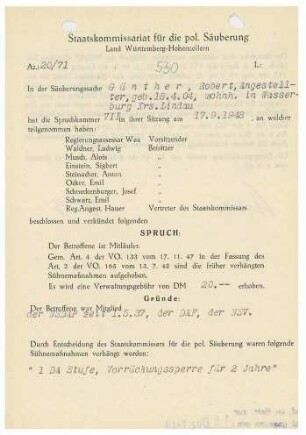 Staatskommissariat für die pol. Säuberung
Land Württemberg-Hohenzollern
Az.: 20/71 530 L:
In der Säuberungssache Günther, Robert, Angestell-
ter, geb. 16.4.04, wohnh. in Wasser-
burg Krs. Lindau
hat die Spruchkammer VII in ihrer Sitzung am 17.9.1948, an welcher
teilgenommen haben:
Regierungsassessor Wax Vorsitzender
Waldner, Ludwig Beisitzer
Musch, Alois "
Einstein, Sigbert "
Steinacher, Anton "
Osker, Emil "
Schneckenburger, Josef "
Schwarz, Emil "
Reg.Angest. Hauer Vertreter des Staatskommissars
beschlossen und verkündet folgenden
SPRUCH:
Der Betroffene ist Mitläufer.
Gem. Art. 4 der VO. 133 vom 17. 11. 47 in der Fassung des
Art. 2 der VO. 165 vom 13. 7. 48 sind die früher verhängten
Sühnemaßnahmen aufgehoben.
Es wird eine Verwaltungsgebühr von DM 20.-- erhoben.
Gründe:
Der Betroffene war Mitglied
der NSDAP seit 1.5.37, der DAF, der NSV.
Durch Entscheidung des Staatskommissars für die pol. Säuberung waren folgende
Sühnemaßnahmen verhängt worden:
"1 DA Stufe, Vorrückungssperre für 2 Jahre"